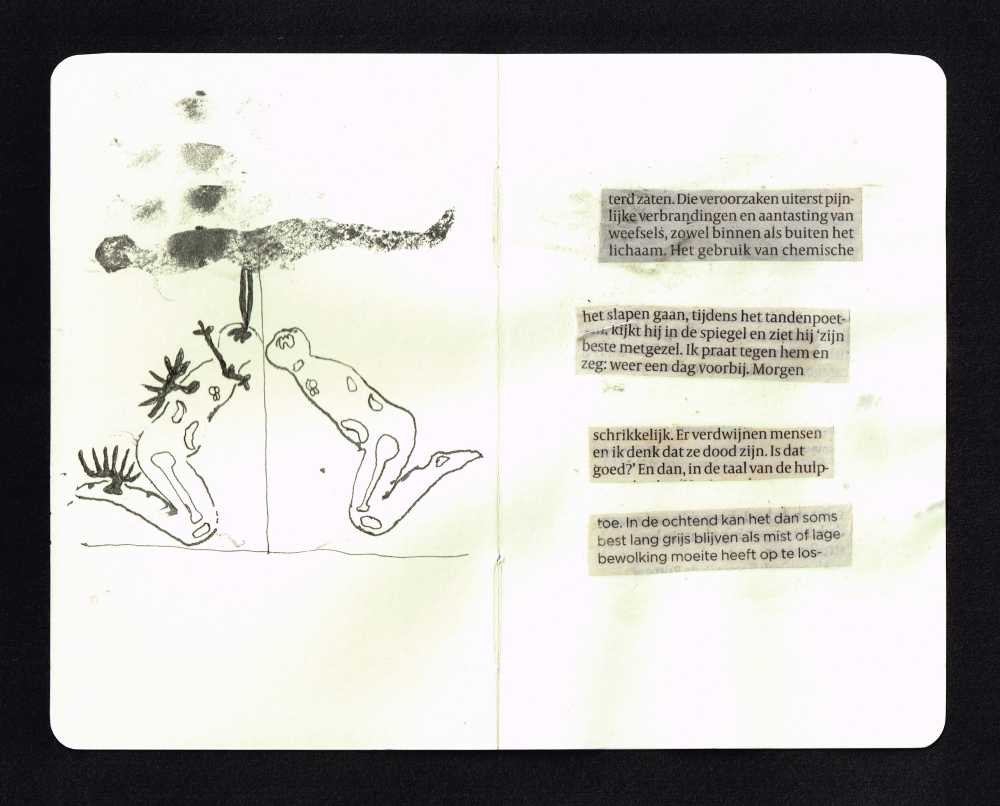 terd zaten. Die veroorzaken uiterst pijn-
lijke verbrandingen en aantasting van
weefsels, zowel binnen als buiten het
lichaam. Het gebruik van chemische
het slapen gaan, tijdens het tandenpoet-
kijkt hij in de spiegel en ziet hij ‘zijn
beste metgezel. Ik praat tegen hem en
zeg: weer een dag voorbij. Morgen
schrikkelijk. Er verdwijnen mensen
en ik denk dat ze dood zijn. Is dat
goed?’ En dan, in de taal van de hulp-
toe. In de ochtend kan het dan soms
best lang grijs blijven als mist of lage
bewolking moeite heeft op te los-